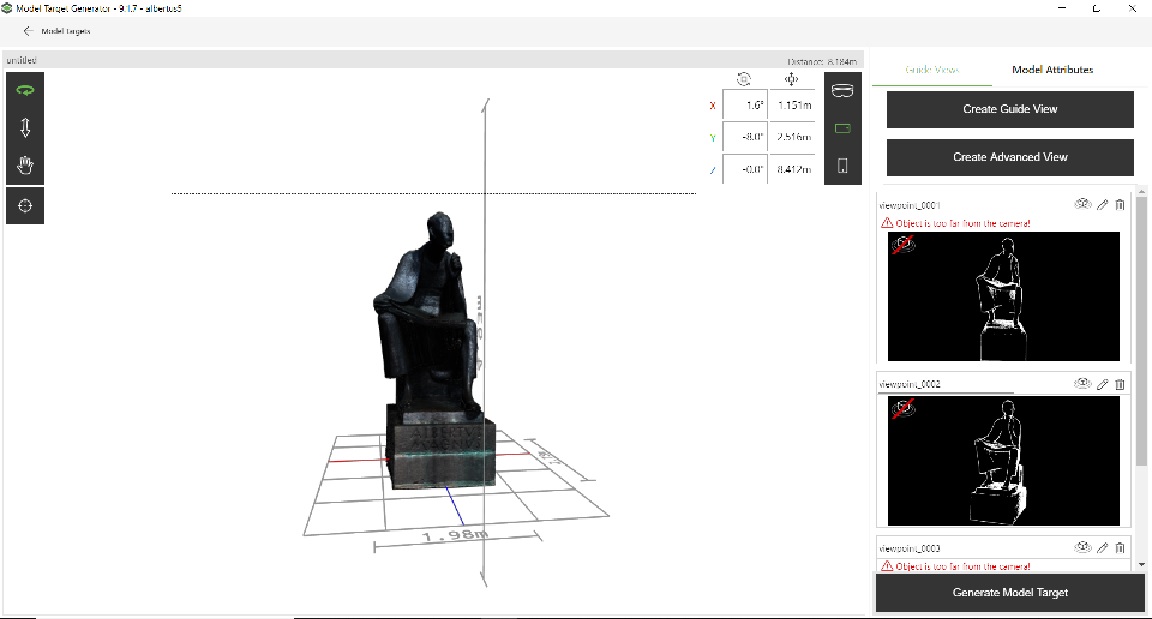 Model Target Generator - 9.1.7 - albertus5
Model Targets
untitled
Distance: 8.184m
X 1.6° 1.151m
Y -8.0° 2.516m
Z -0.0° 8.412m
1.98m
Guide Views
Model Attributes
Create Guide View
Create Advanced View
viewpoint_0001
Object is too far from the camera!
viewpoint_0002
viewpoint_0003
Object is too far from the camera!
Generate Model Target